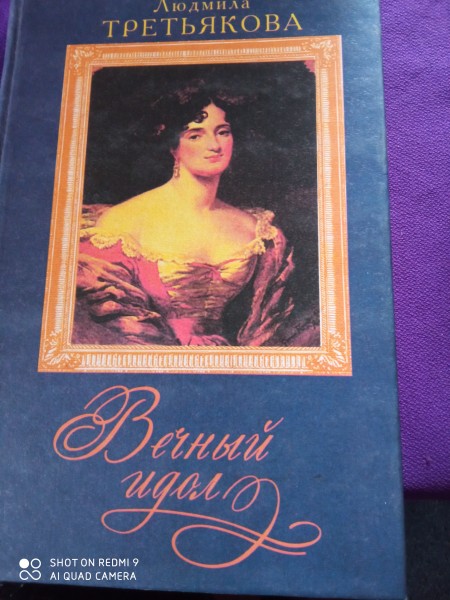 Людмила
ТРЕТЬЯКОВА
Вечный
идол
SHOT ON REDMI 9
AI QUAD CAMERA